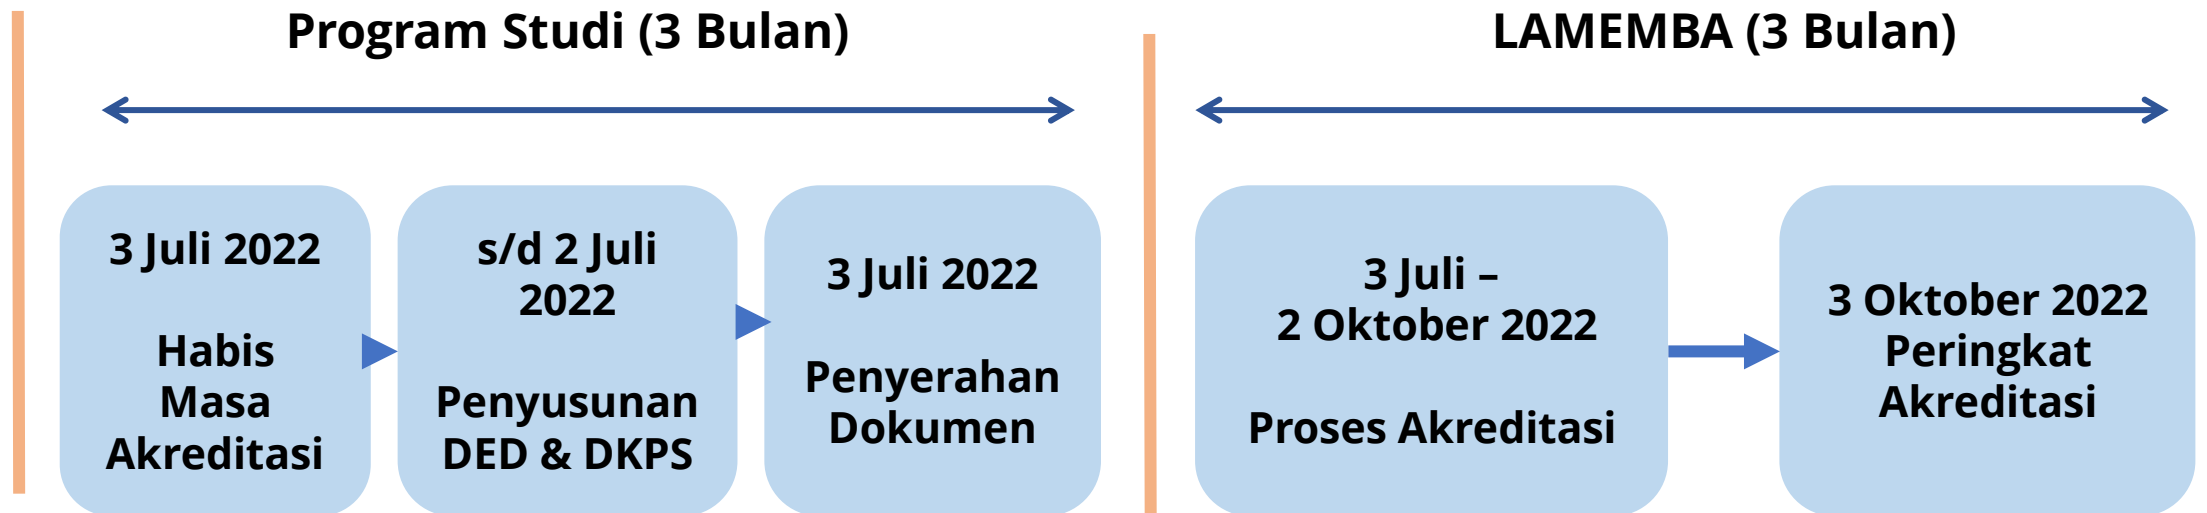 Program Studi (3 Bulan)
LAMEMBA (3 Bulan)
3 Juli 2022
Habis
Masa
Akreditasi
s/d 2 Juli
2022
Penyusunan
DED & DKPS
3 Juli 2022
Penyerahan
Dokumen
3 Juli –
2 Oktober 2022
Proses Akreditasi
3 Oktober 2022
Peringkat
Akreditasi